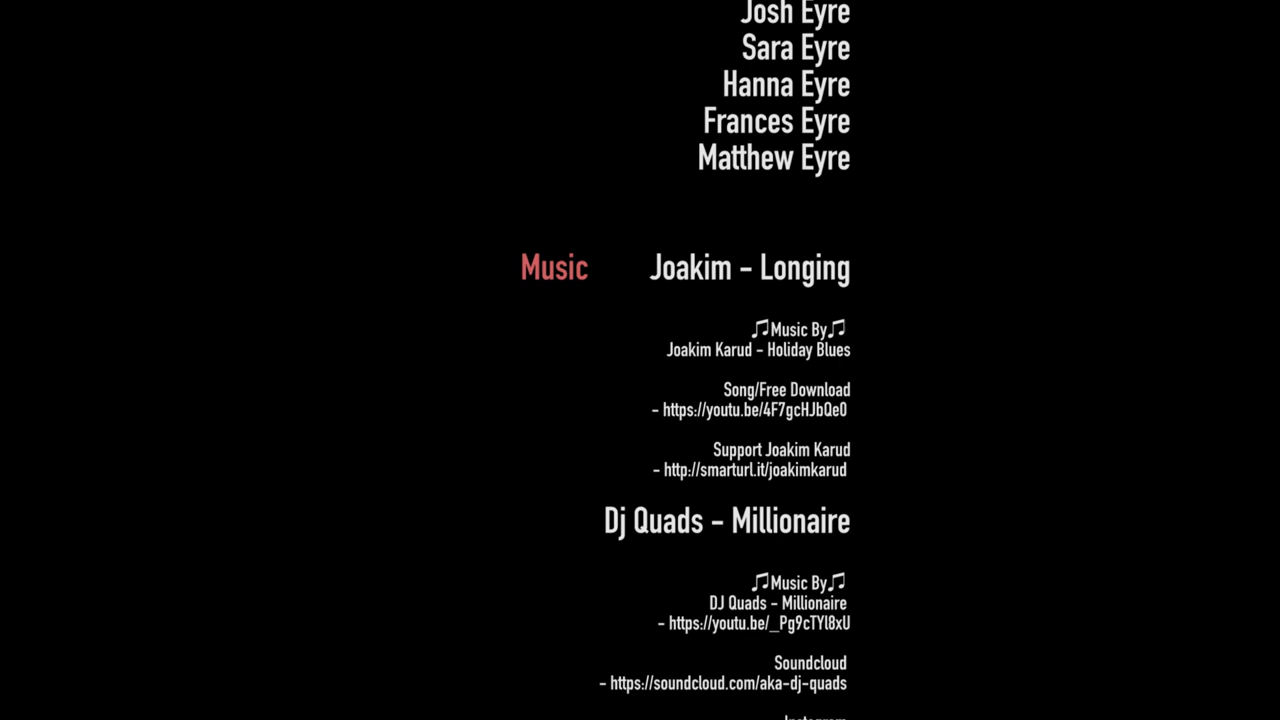 Josh Eyre
Sara Eyre
Hanna Eyre
Frances Eyre
Matthew Eyre
Music Joakim - Longing
♫Music By♫
Joakim Karud - Holiday Blues
Song/Free Download
- https://youtu.be/4F7gcHJbQe0
Support Joakim Karud
- http://smarturl.it/joakimkarud
Dj Quads - Millionaire
♫Music By♫
DJ Quads - Millionaire
- https://youtu.be/_Pg9cTYl8xU
Soundcloud
- https://soundcloud.com/aka-dj-quads
Instagram